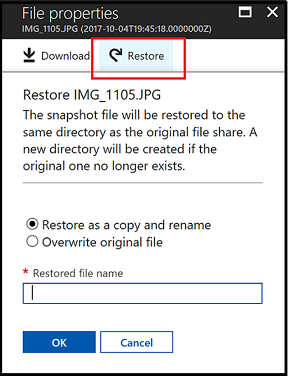 File properties
IMG_1105.JPG (2017-10-04T19:45:18.0000000Z)
Download
Restore
Restore IMG_1105.JPG
The snapshot file will be restored to the
same directory as the original file share. A
new directory will be created if the
original one no longer exists.
Restore as a copy and rename
Overwrite original file
* Restored file name
OK
Cancel